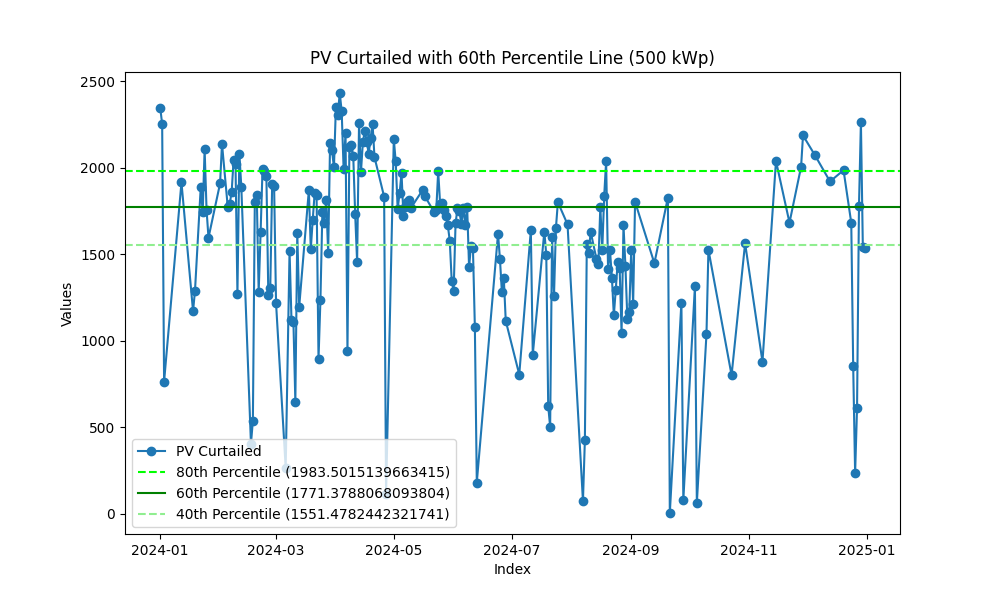 PV Curtailed with 60th Percentile Line (500 kWp)
Values
2500
2000
1500
1000
500
0
PV Curtailed
80th Percentile (1983.5015139663415)
60th Percentile (1771.3788068093804)
40th Percentile (1551.4782442321741)
2024-01
2024-03
2024-05
2024-07
2024-09
2024-11
2025-01
Index